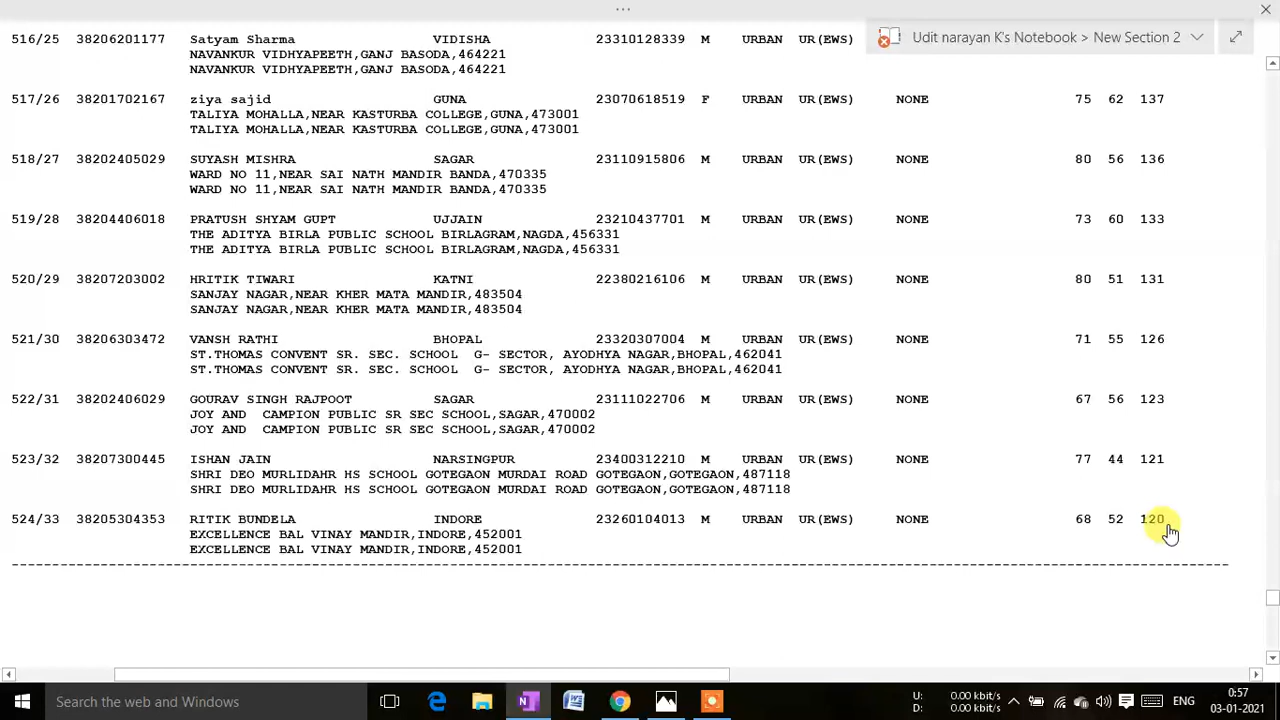 516/25 38206201177 Satyam Sharma VIDISHA 23310128339 M URBAN UR(EWS) Udit narayan K's Notebook > New Section 2
NAVANKUR VIDHYAPEETH,GANJ BASODA,464221
NAVANKUR VIDHYAPEETH,GANJ BASODA,464221
517/26 38201702167 ziya sajid GUNA 23070618519 F URBAN UR(EWS) NONE 75 62 137
TALIYA MOHALLA,NEAR KASTURBA COLLEGE,GUNA,473001
TALIYA MOHALLA,NEAR KASTURBA COLLEGE,GUNA,473001
518/27 38202405029 SUYASH MISHRA SAGAR 23110915806 M URBAN UR(EWS) NONE 80 56 136
WARD NO 11,NEAR SAI NATH MANDIR BANDA,470335
WARD NO 11,NEAR SAI NATH MANDIR BANDA,470335
519/28 38204406018 PRATUSH SHYAM GUPT UJJAIN 23210437701 M URBAN UR(EWS) NONE 73 60 133
THE ADITYA BIRLA PUBLIC SCHOOL BIRLAGRAM,NAGDA,456331
THE ADITYA BIRLA PUBLIC SCHOOL BIRLAGRAM,NAGDA,456331
520/29 38207203002 HRITIK TIWARI KATNI 22380216106 M URBAN UR(EWS) NONE 80 51 131
SANJAY NAGAR,NEAR KHER MATA MANDIR,483504
SANJAY NAGAR,NEAR KHER MATA MANDIR,483504
521/30 38206303472 VANSH RATHI BHOPAL 23320307004 M URBAN UR(EWS) NONE 71 55 126
ST.THOMAS CONVENT SR. SEC. SCHOOL G- SECTOR, AYODHYA NAGAR,BHOPAL,462041
ST.THOMAS CONVENT SR. SEC. SCHOOL G- SECTOR, AYODHYA NAGAR,BHOPAL,462041
522/31 38202406029 GOURAV SINGH RAJPOOT SAGAR 23111022706 M URBAN UR(EWS) NONE 67 56 123
JOY AND CAMPION PUBLIC SR SEC SCHOOL,SAGAR,470002
JOY AND CAMPION PUBLIC SR SEC SCHOOL,SAGAR,470002
523/32 38207300445 ISHAN JAIN NARSINGPUR 23400312210 M URBAN UR(EWS) NONE 77 44 121
SHRI DEO MURLIDAHR HS SCHOOL GOTEGAON MURDAI ROAD GOTEGAON,GOTEGAON,487118
SHRI DEO MURLIDAHR HS SCHOOL GOTEGAON MURDAI ROAD GOTEGAON,GOTEGAON,487118
524/33 38205304353 RITIK BUNDELA INDORE 23260104013 M URBAN UR(EWS) NONE 68 52 120
EXCELLENCE BAL VINAY MANDIR,INDORE,452001
EXCELLENCE BAL VINAY MANDIR,INDORE,452001
Search the web and Windows U: 0.00 kbit/s ENG 0:57
D: 0.00 kbit/s 03-01-2021